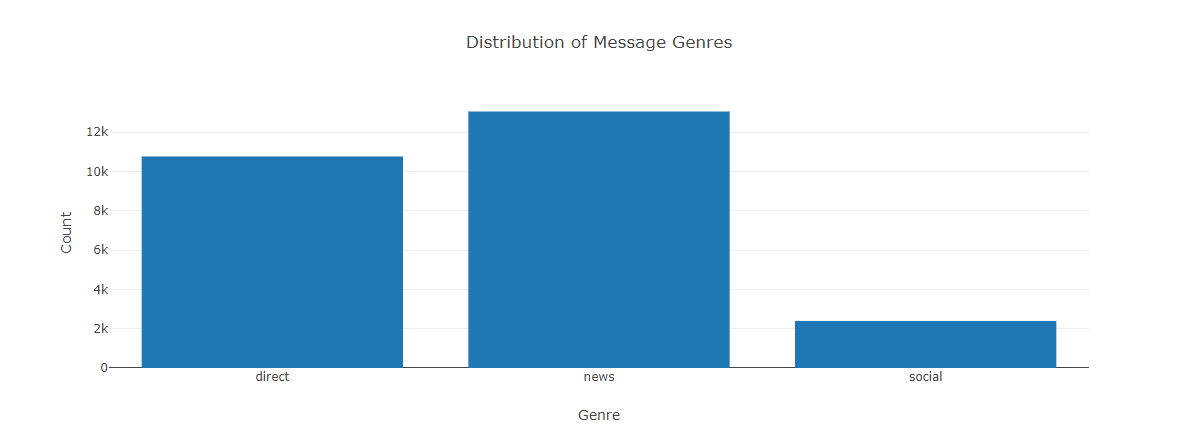 Distribution of Message Genres
12k
10k
8k
6k
4k
2k
0
Count
direct news social
Genre